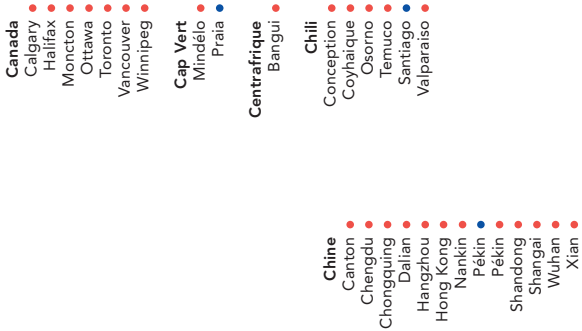 Canada
Calgary
Halifax
Moncton
Ottawa
Toronto
Vancouver
Winnipeg
Cap Vert
Mindélo
Praia
Centrafrique
Bangui
Chili
Conception
Coyhaique
Osorno
Temuco
Santiago
Valparaiso
Chine
Canton
Chengdu
Chongquing
Dalian
Hangzhou
Hong Kong
Nankin
Pékin
Pékin
Shandong
Shangai
Wuhan
Xian